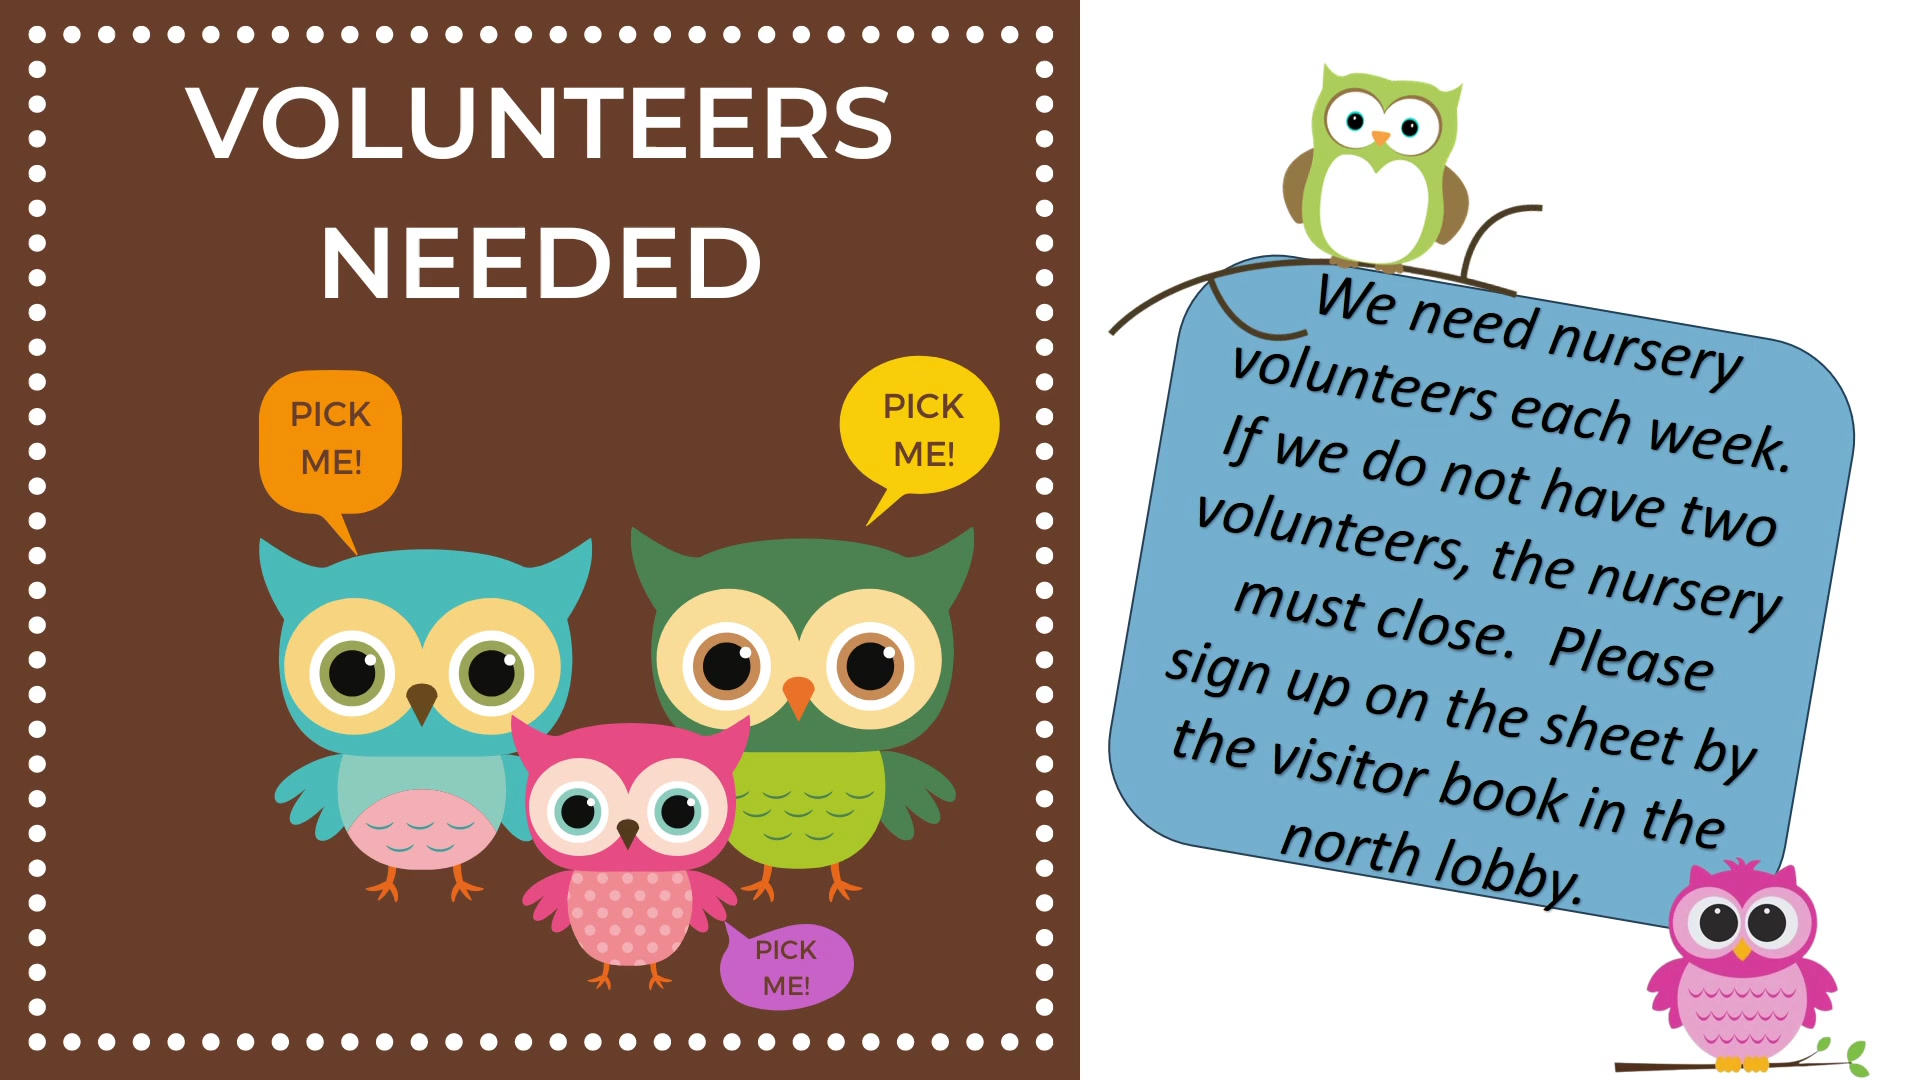 VOLUNTEERS
NEEDED
PICK
ME!
PICK
ME!
PICK
ME!
We need nursery
volunteers each week.
If we do not have two
volunteers, the nursery
must close.  Please
sign up on the sheet by
the visitor book in the
north lobby.